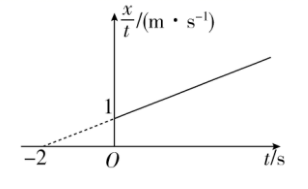 x/t/(m · s⁻¹)
1
−2 O t/s